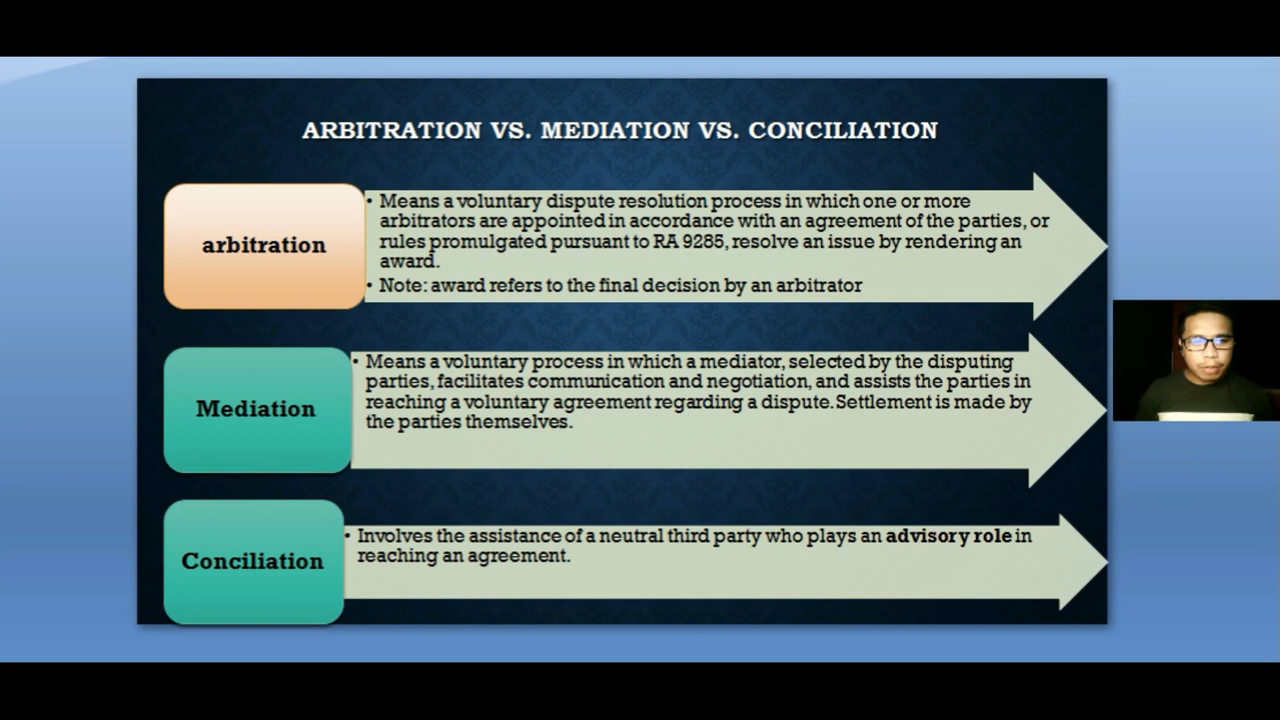 ARBITRATION VS. MEDIATION VS. CONCILIATION
arbitration
• Means a voluntary dispute resolution process in which one or more
arbitrators are appointed in accordance with an agreement of the parties, or
rules promulgated pursuant to RA 9285, resolve an issue by rendering an
award.
• Note: award refers to the final decision by an arbitrator
Mediation
• Means a voluntary process in which a mediator, selected by the disputing
parties, facilitates communication and negotiation, and assists the parties in
reaching a voluntary agreement regarding a dispute. Settlement is made by
the parties themselves.
Conciliation
• Involves the assistance of a neutral third party who plays an advisory role in
reaching an agreement.